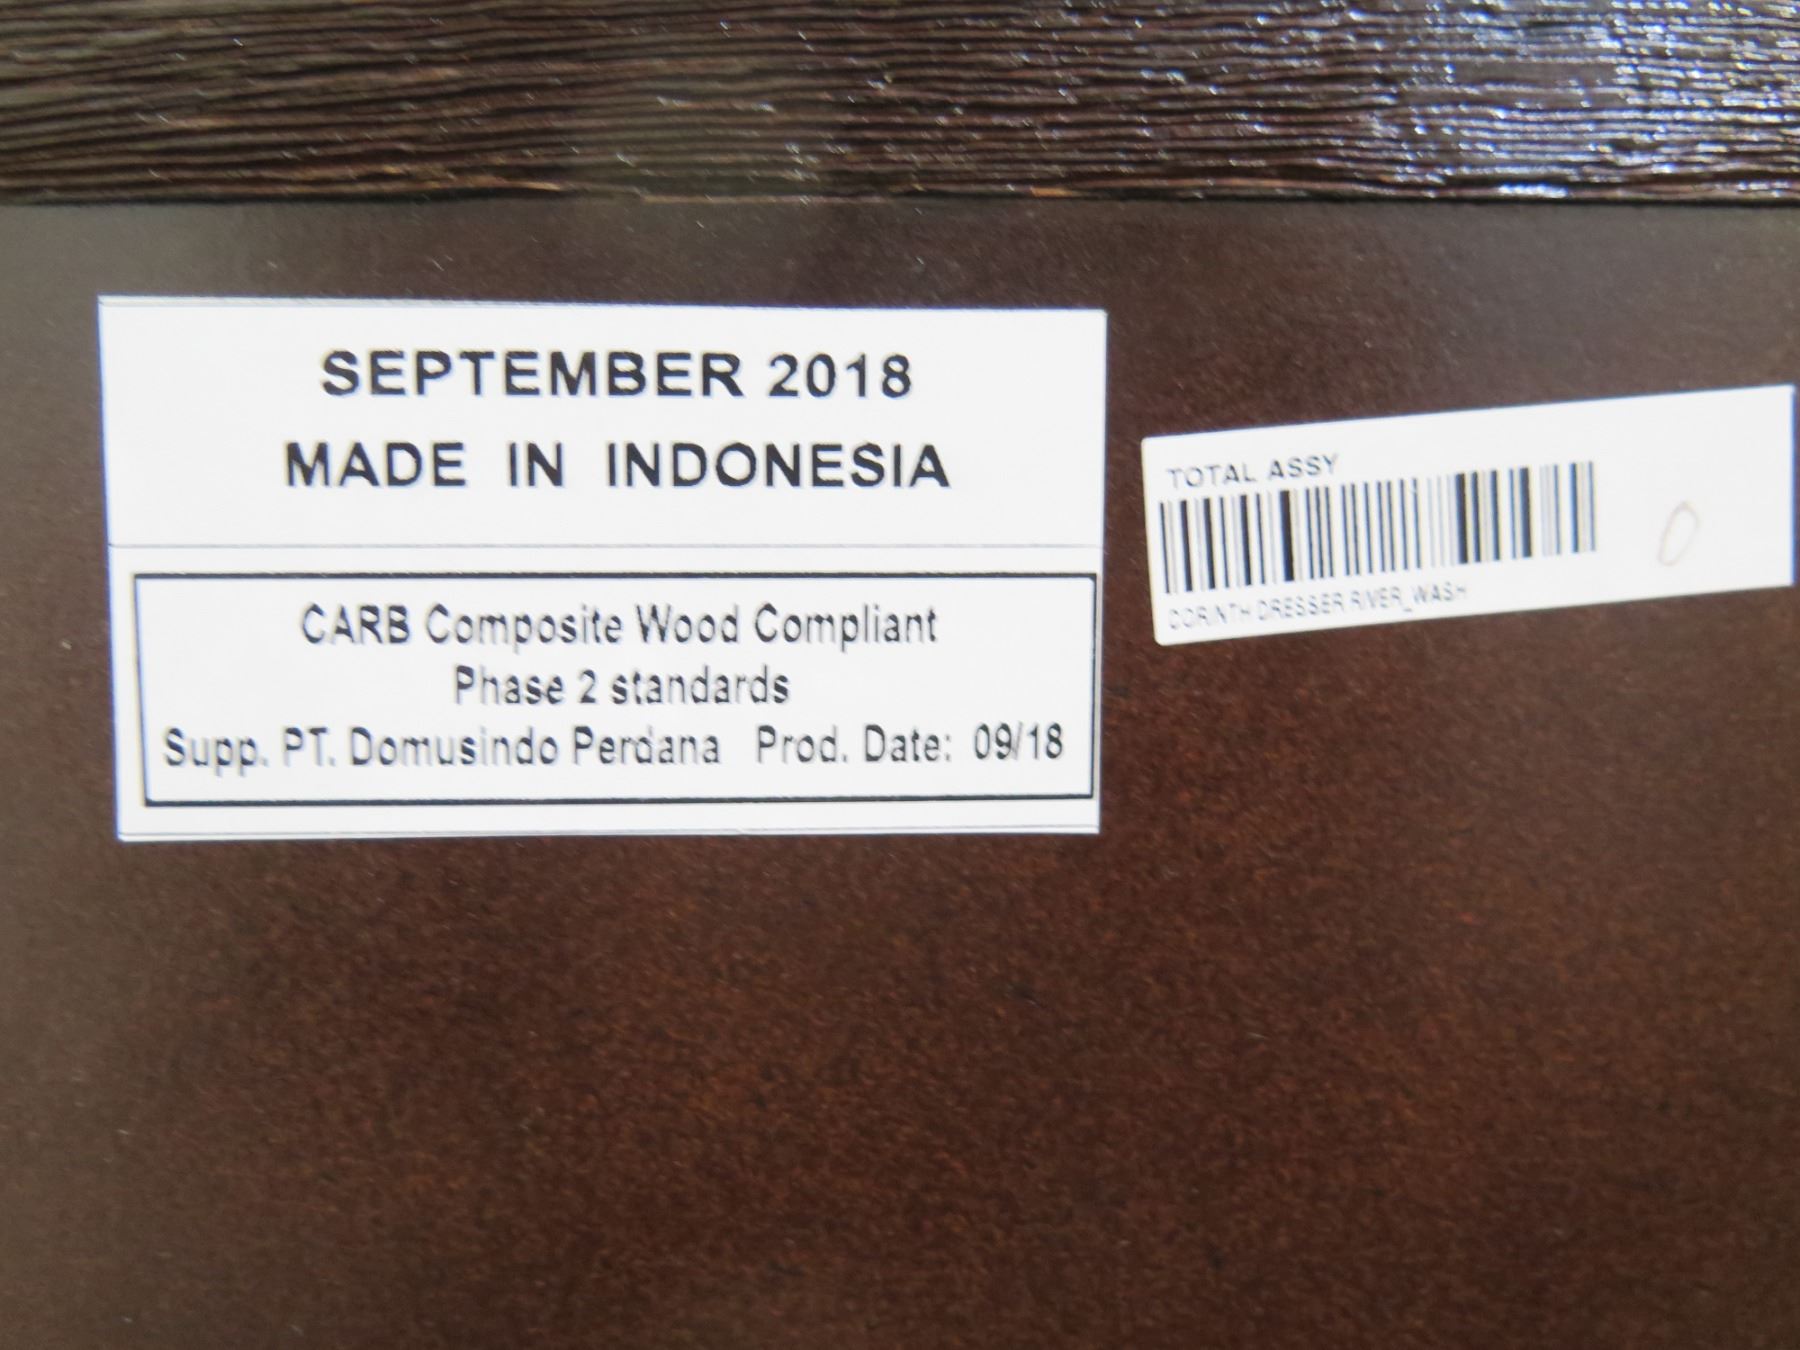 SEPTEMBER 2018
MADE IN INDONESIA
CARB Composite Wood Compliant
Phase 2 standards
Supp. PT. Domusindo Perdana Prod. Date: 09/18
TOTAL ASSY
0
CORINTH DRESSER RIVER_WASH